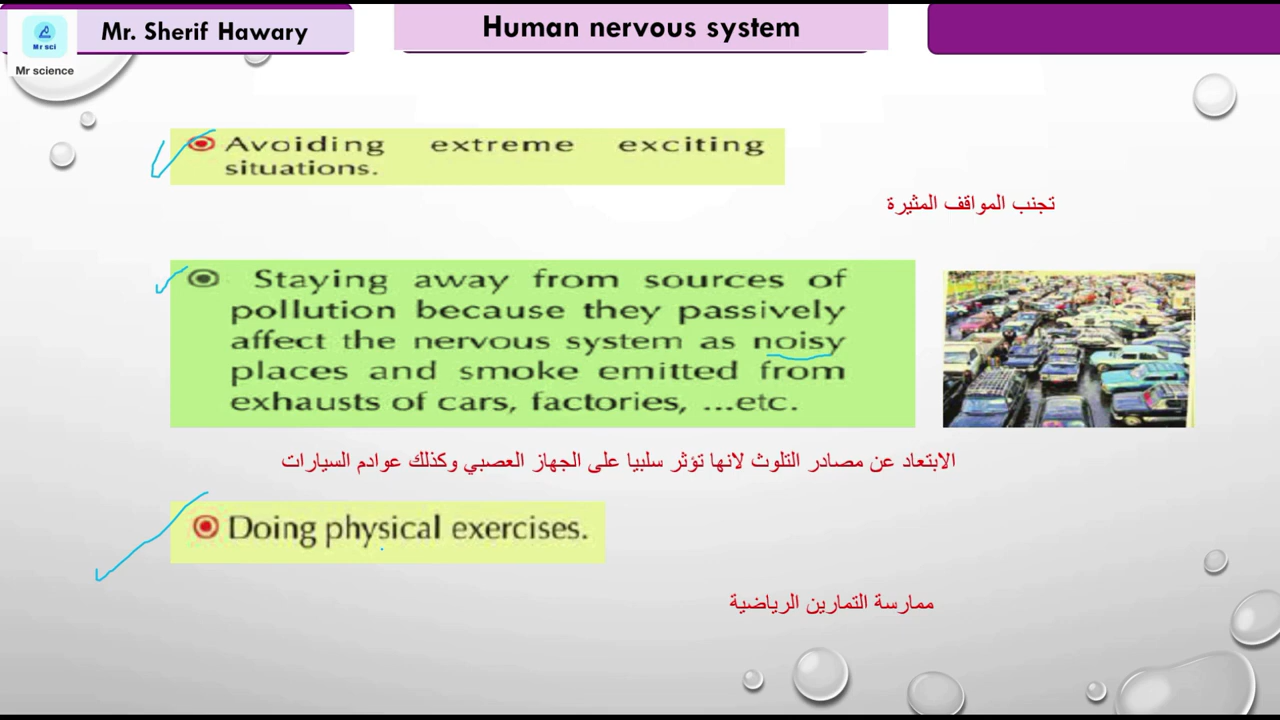 Mr. Sherif Hawary
Human nervous system
Mr sci
Mr science
Avoiding extreme exciting
situations.
تجنب المواقف المثيرة
Staying away from sources of
pollution because they passively
affect the nervous system as noisy
places and smoke emitted from
exhausts of cars, factories, ...etc.
الابتعاد عن مصادر التلوث لانها تؤثر سلبيا على الجهاز العصبي وكذلك عوادم السيارات
Doing physical exercises.
ممارسة التمارين الرياضية